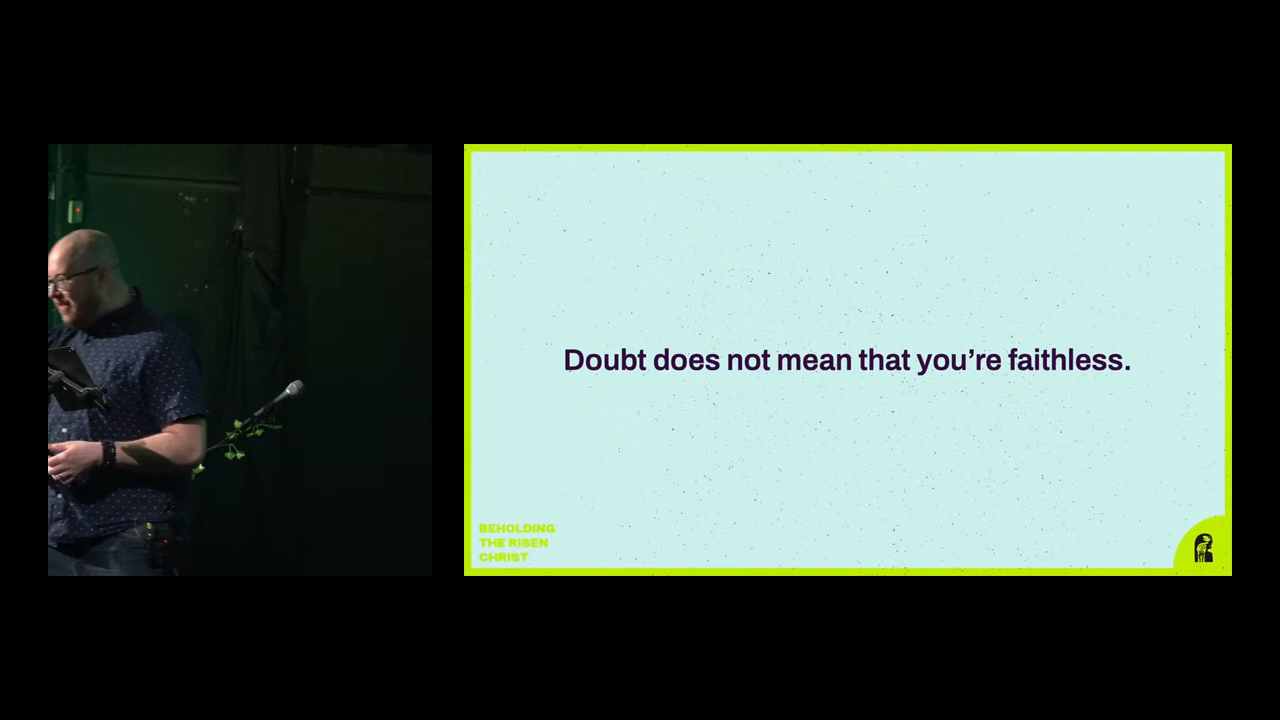 Doubt does not mean that you’re faithless.
BEHOLDING
THE RISEN
CHRIST